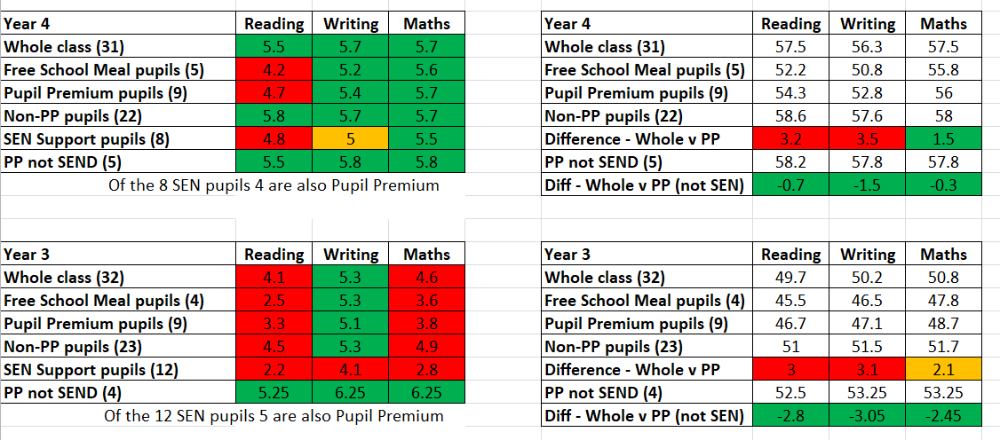 Year 4 Reading Writing Maths
Whole class (31) 5.5 5.7 5.7
Free School Meal pupils (5) 4.2 5.2 5.6
Pupil Premium pupils (9) 4.7 5.4 5.7
Non-PP pupils (22) 5.8 5.7 5.7
SEN Support pupils (8) 4.8 5 5.5
PP not SEND (5) 5.5 5.8 5.8
Of the 8 SEN pupils 4 are also Pupil Premium
Year 4 Reading Writing Maths
Whole class (31) 57.5 56.3 57.5
Free School Meal pupils (5) 52.2 50.8 55.8
Pupil Premium pupils (9) 54.3 52.8 56
Non-PP pupils (22) 58.6 57.6 58
Difference - Whole v PP 3.2 3.5 1.5
PP not SEND (5) 58.2 57.8 57.8
Diff - Whole v PP (not SEN) -0.7 -1.5 -0.3
Year 3 Reading Writing Maths
Whole class (32) 4.1 5.3 4.6
Free School Meal pupils (4) 2.5 5.3 3.6
Pupil Premium pupils (9) 3.3 5.1 3.8
Non-PP pupils (23) 4.5 5.3 4.9
SEN Support pupils (12) 2.2 4.1 2.8
PP not SEND (4) 5.25 6.25 6.25
Of the 12 SEN pupils 5 are also Pupil Premium
Year 3 Reading Writing Maths
Whole class (32) 49.7 50.2 50.8
Free School Meal pupils (4) 45.5 46.5 47.8
Pupil Premium pupils (9) 46.7 47.1 48.7
Non-PP pupils (23) 51 51.5 51.7
Difference - Whole v PP 3 3.1 2.1
PP not SEND (4) 52.5 53.25 53.25
Diff - Whole v PP (not SEN) -2.8 -3.05 -2.45